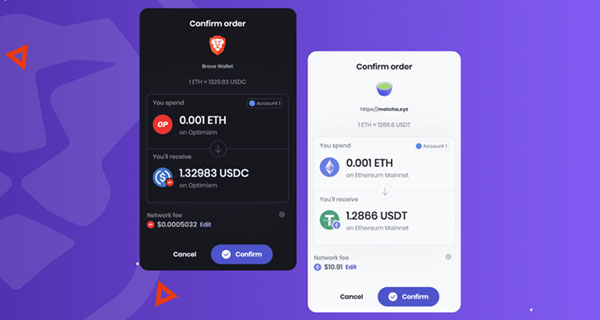 Confirm order
Brave Wallet
1 ETH = 1329.83 USDC
You spend
Account 1
OP
0.001 ETH
on Optimism
You'll receive
1.32983 USDC
on Optimism
Network fee
$0.0005032 Edit
Cancel
Confirm
Confirm order
https://matcha.xyz
1 ETH = 1286.6 USDT
You spend
Account 1
0.001 ETH
on Ethereum Mainnet
You'll receive
1.2866 USDT
on Ethereum Mainnet
Network fee
$10.91 Edit
Cancel
Confirm